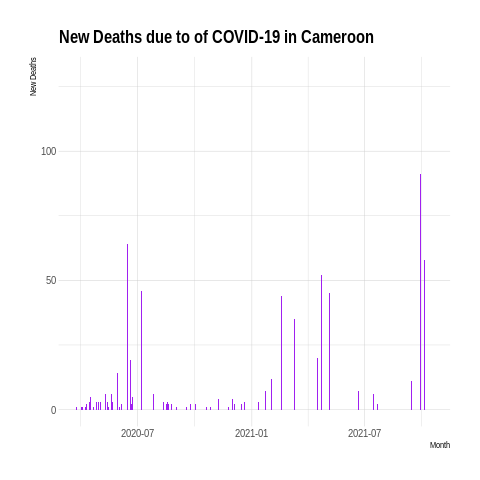 New Deaths due to of COVID-19 in Cameroon
New Deaths
100
50
0
2020-07
2021-01
2021-07
Month